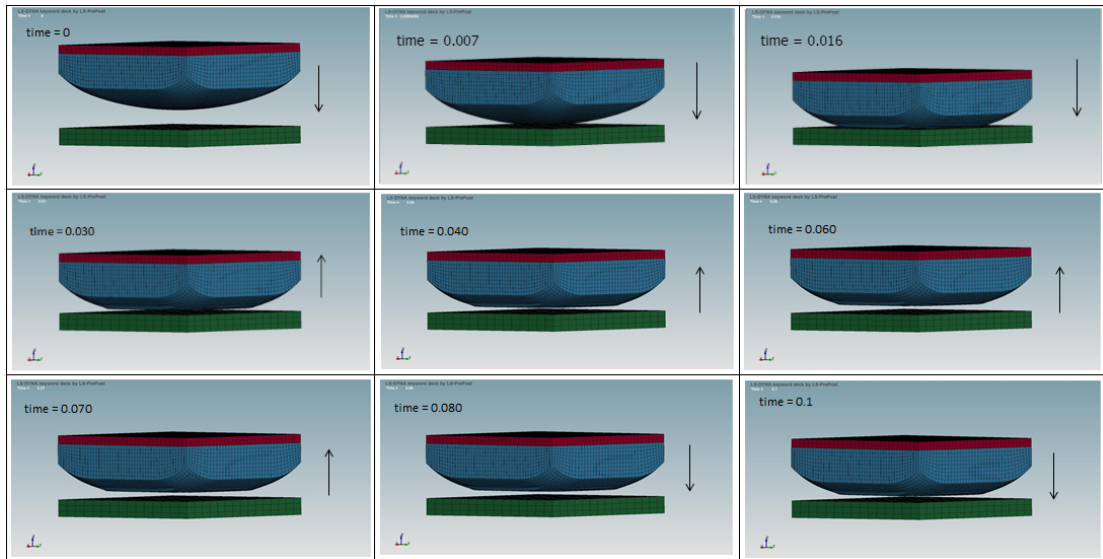 LS-DYNA keyword deck by LS-PrePost
Time = 0
time = 0
LS-DYNA keyword deck by LS-PrePost
time = 0.007
LS-DYNA keyword deck by LS-PrePost
time = 0.016
LS-DYNA keyword deck by LS-PrePost
time = 0.030
LS-DYNA keyword deck by LS-PrePost
time = 0.040
LS-DYNA keyword deck by LS-PrePost
time = 0.060
LS-DYNA keyword deck by LS-PrePost
time = 0.070
LS-DYNA keyword deck by LS-PrePost
time = 0.080
LS-DYNA keyword deck by LS-PrePost
time = 0.1